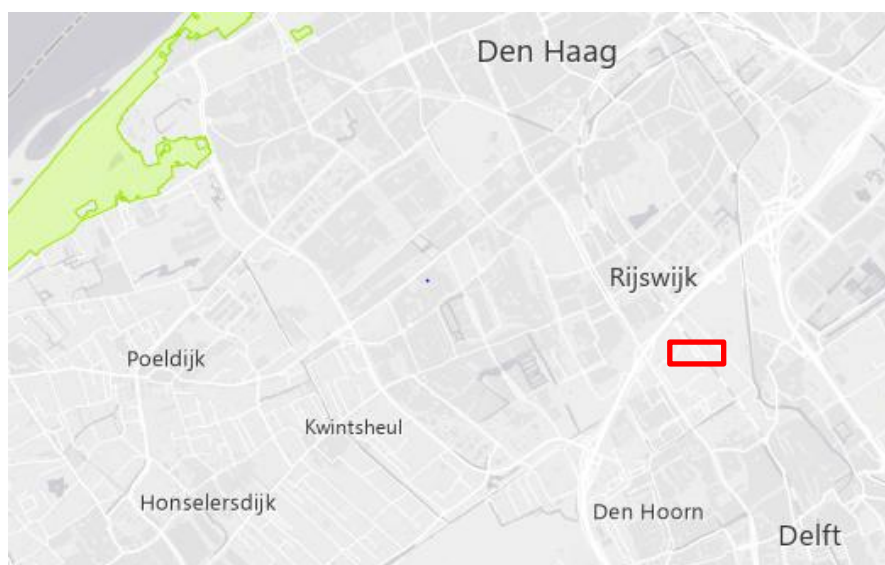 Den Haag
Rijswijk
Poeldijk
Kwintsheul
Honselersdijk
Den Hoorn
Delft